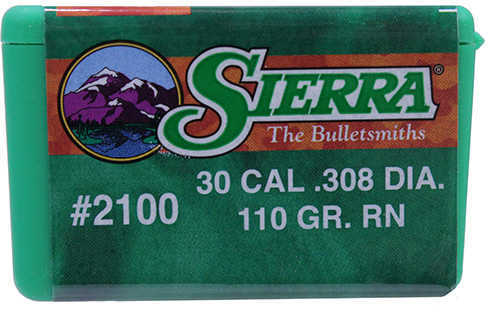 SIERRA®
The Bulletsmiths
#2100
30 CAL .308 DIA.
110 GR. RN